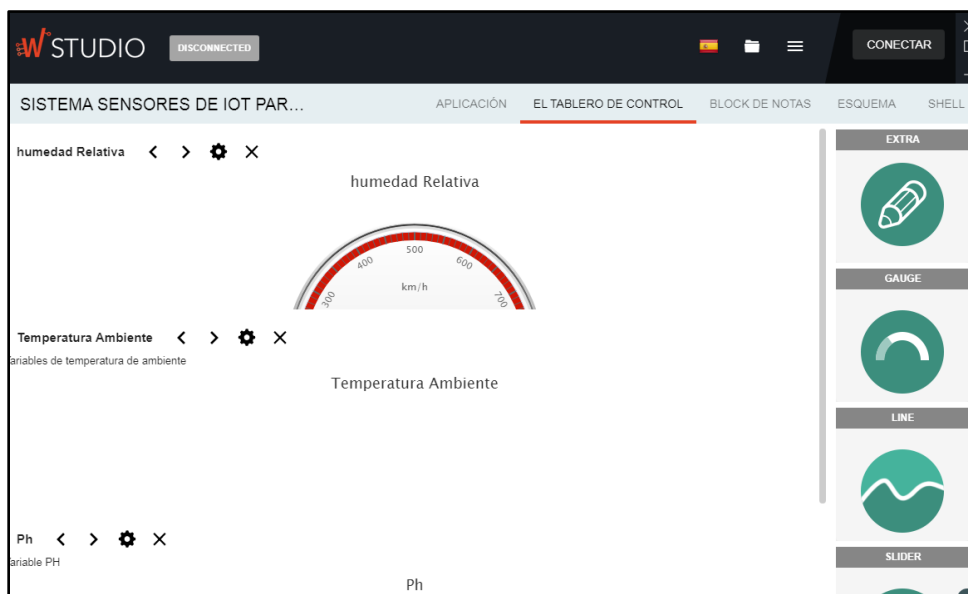 W STUDIO DISCONNECTED CONECTAR
SISTEMA SENSORES DE IOT PAR... APLICACIÓN EL TABLERO DE CONTROL BLOCK DE NOTAS ESQUEMA SHELL
EXTRA
humedad Relativa
humedad Relativa
300 400 500 600 700
km/h
GAUGE
Temperatura Ambiente
ariables de temperatura de ambiente
Temperatura Ambiente
LINE
Ph
ariable PH
SLIDER
Ph